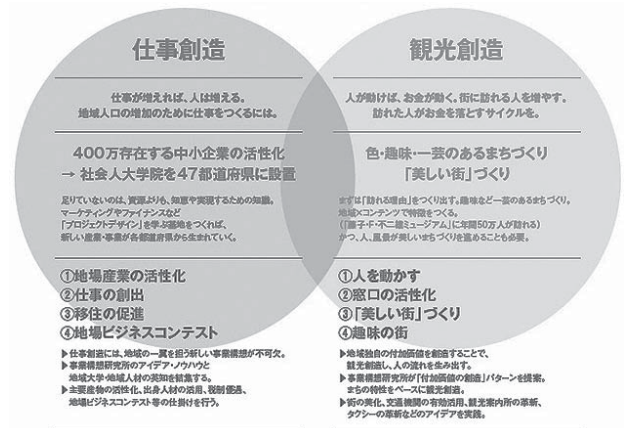 仕事創造
仕事が増えれば、人は増える。
地域人口の増加のために仕事をつくるには。
400万存在する中小企業の活性化
→ 社会人大学院を47都道府県に設置
足りていないのは、資源よりも、知恵や実現するための知識。
マーケティングやファイナンスなど
「プロジェクトデザイン」を学ぶ基地をつくれば、
新しい産業・事業が各都道府県から生まれていく。
①地場産業の活性化
②仕事の創出
③移住の促進
④地場ビジネスコンテスト
▶仕事創造には、地域の一翼を担う新しい事業構想が不可欠。
▶事業構想研究所のアイデア・ノウハウと
地域大学・地域人材の英知を結集する。
▶主要産物の活性化、出身人材の活用、税制優遇、
地場ビジネスコンテスト等の仕掛けを行う。
観光創造
人が動けば、お金が動く。街に訪れる人を増やす。
訪れた人がお金を落とすサイクルを。
色・趣味・一芸のあるまちづくり
「美しい街」づくり
まずは「訪れる理由」をつくり出す。趣味など一芸のあるまちづくり。
地域×コンテンツで特徴をつくる。
(「藤子・F・不二雄ミュージアム」に年間50万人が訪れる)
かつ、人、風景が美しいまちづくりを進めることも必要。
①人を動かす
②窓口の活性化
③「美しい街」づくり
④趣味の街
▶地域独自の付加価値を創造することで、
観光創造し、人の流れを生み出す。
▶事業構想研究所が「付加価値の創造」パターンを提案。
まちの特性をベースに観光創造。
▶街の美化、交通機関の有効活用、観光案内所の革新、
タクシーの革新などのアイデアを実践。